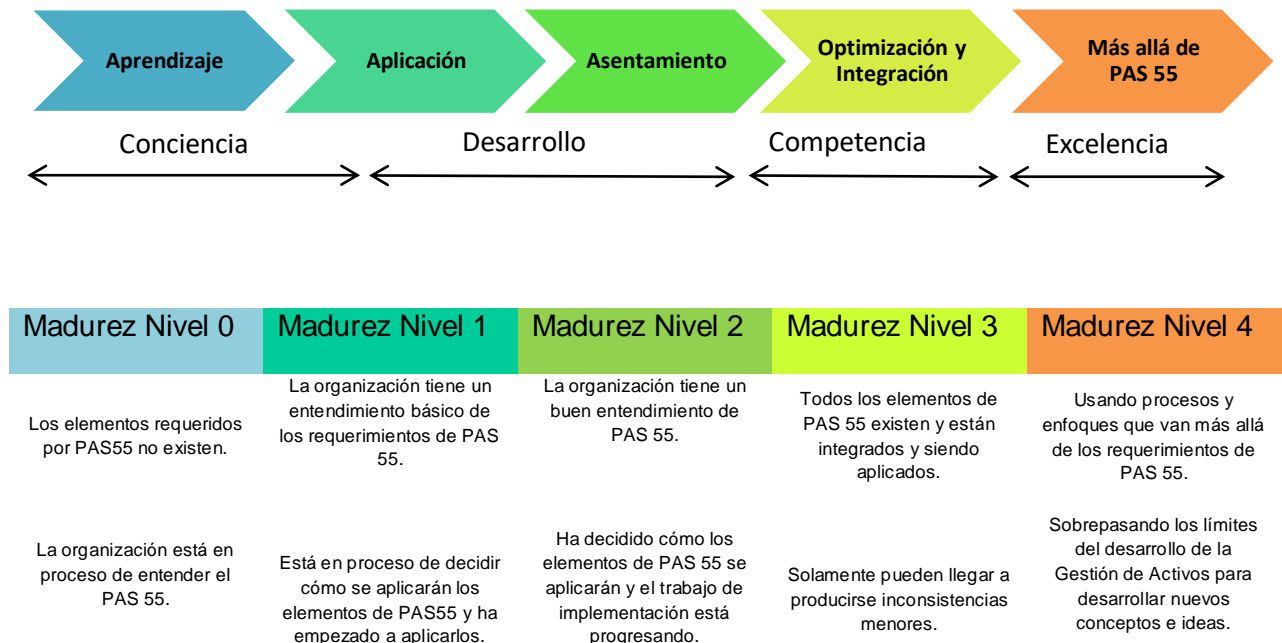 Aprendizaje
Aplicación
Asentamiento
Optimización y
Integración
Más allá de
PAS 55
Conciencia
Desarrollo
Competencia
Excelencia
Madurez Nivel 0
Madurez Nivel 1
Madurez Nivel 2
Madurez Nivel 3
Madurez Nivel 4
Los elementos requeridos
por PAS55 no existen.
La organización tiene un
entendimiento básico de
los requerimientos de PAS
55.
La organización tiene un
buen entendimiento de
PAS 55.
Todos los elementos de
PAS 55 existen y están
integrados y siendo
aplicados.
Usando procesos y
enfoques que van más allá
de los requerimientos de
PAS 55.
La organización está en
proceso de entender el
PAS 55.
Está en proceso de decidir
cómo se aplicarán los
elementos de PAS55 y ha
empezado a aplicarlos.
Ha decidido cómo los
elementos de PAS 55 se
aplicarán y el trabajo de
implementación está
progresando.
Solamente pueden llegar a
producirse inconsistencias
menores.
Sobrepasando los límites
del desarrollo de la
Gestión de Activos para
desarrollar nuevos
conceptos e ideas.